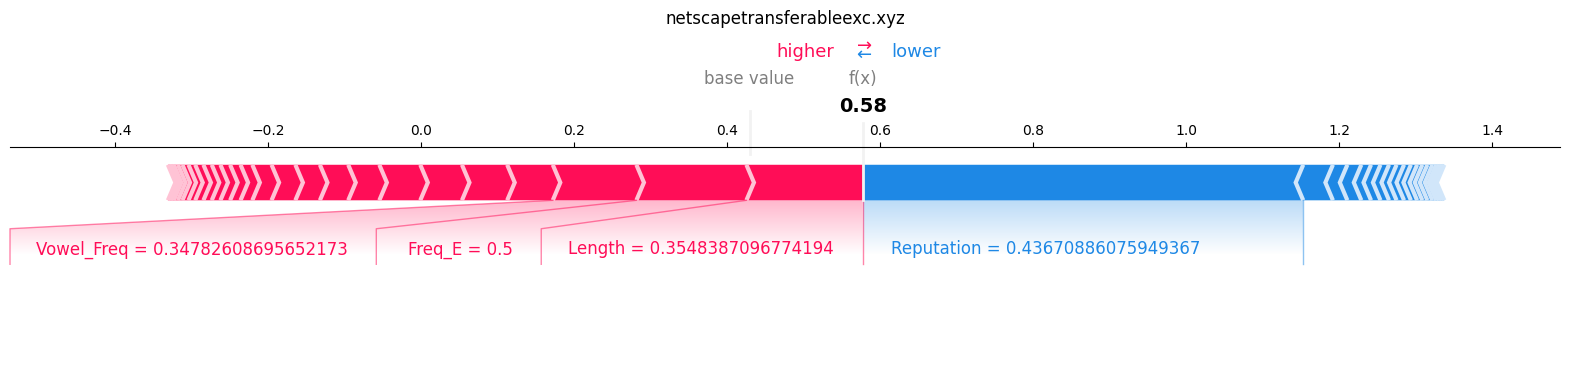 netscapetransferableexc.xyz
higher ⇄ lower
base value f(x)
0.58
−0.4 −0.2 0.0 0.2 0.4 0.6 0.8 1.0 1.2 1.4
Vowel_Freq = 0.34782608695652173 Freq_E = 0.5 Length = 0.3548387096774194 Reputation = 0.43670886075949367